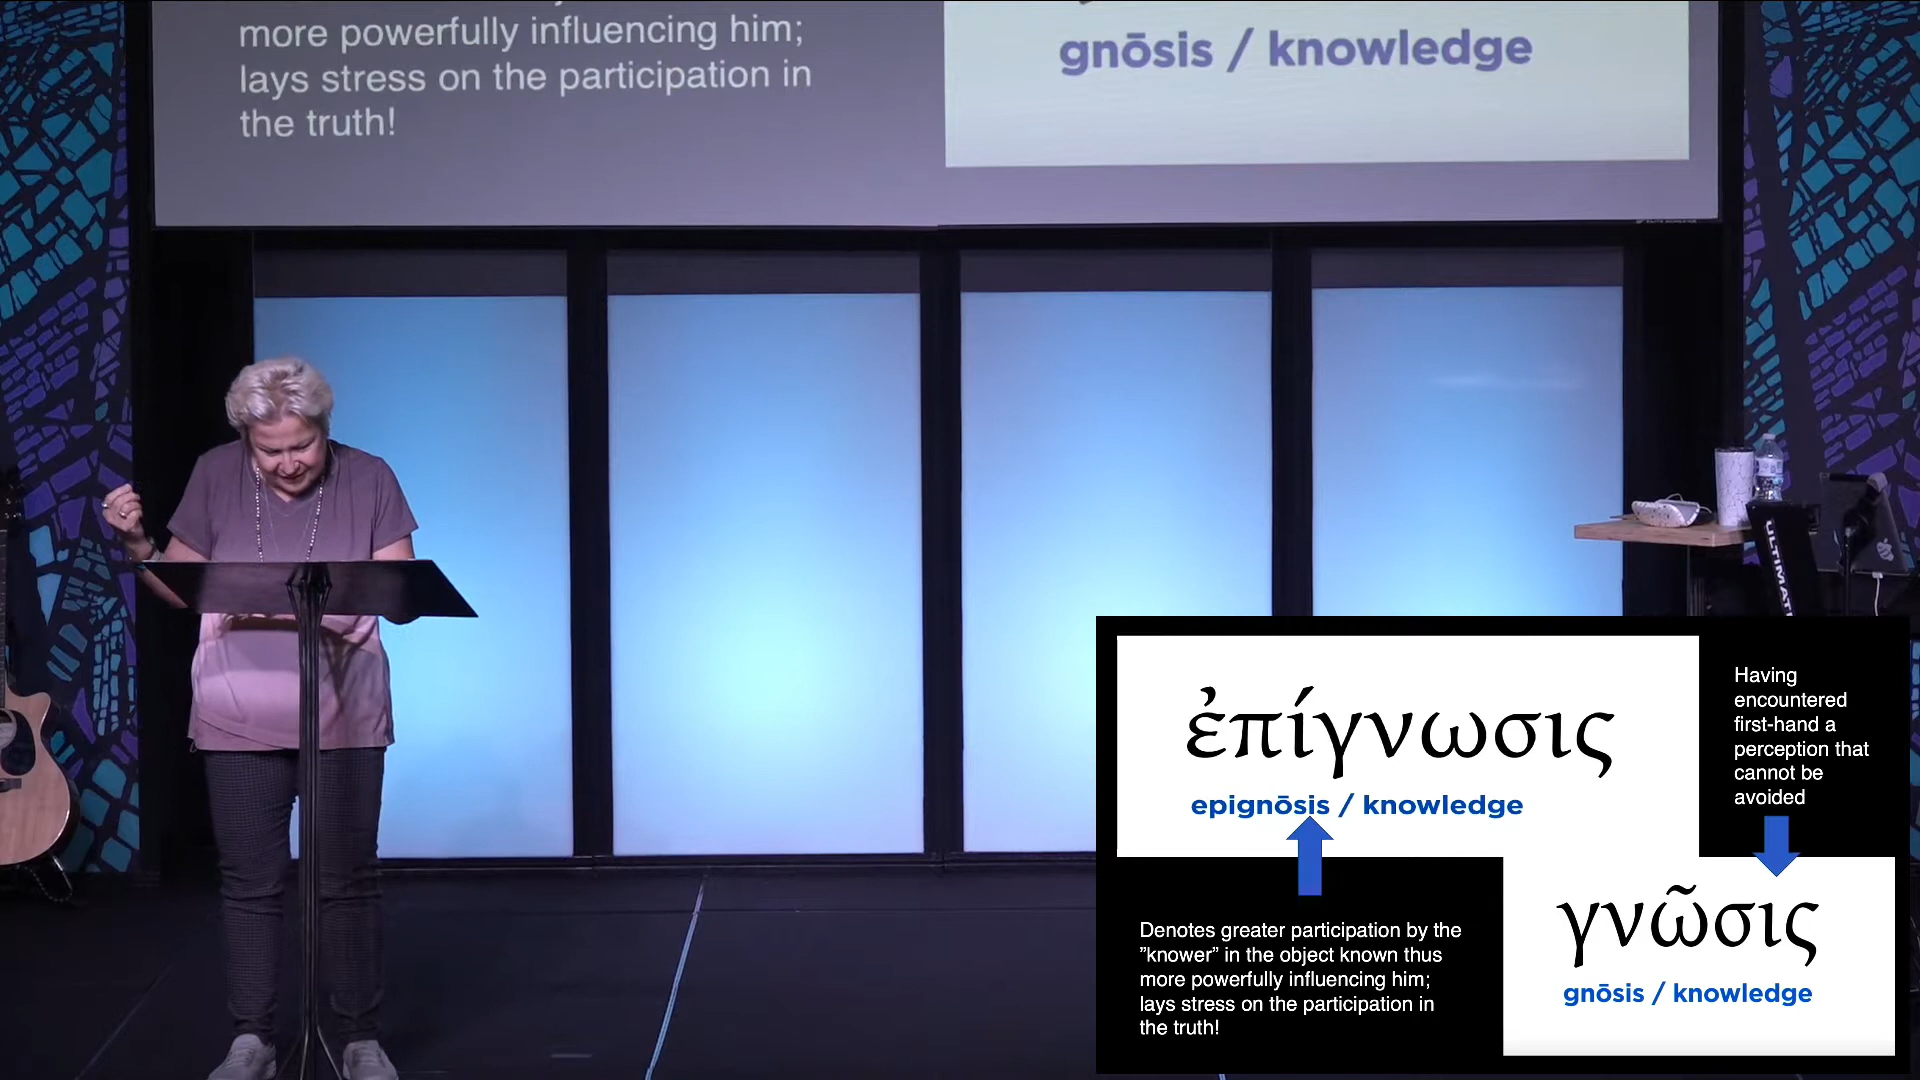 more powerfully influencing him;
lays stress on the participation in
the truth!
gnōsis / knowledge
ULTIMAT
ἐπίγνωσις
epignōsis / knowledge
Having
encountered
first-hand a
perception that
cannot be
avoided
Denotes greater participation by the
”knower” in the object known thus
more powerfully influencing him;
lays stress on the participation in
the truth!
γνῶσις
gnōsis / knowledge